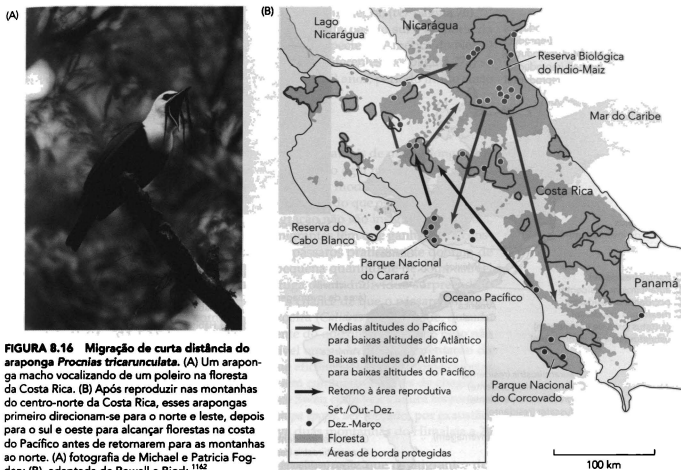 (A)
(B)
Lago
Nicarágua
Nicarágua
Reserva Biológica
do Índio-Maiz
Mar do Caribe
Costa Rica
Reserva do
Cabo Blanco
Parque Nacional
do Carará
Oceano Pacífico
Panamá
Parque Nacional
do Corcovado
Médias altitudes do Pacífico
para baixas altitudes do Atlântico
Baixas altitudes do Atlântico
para baixas altitudes do Pacífico
Retorno à área reprodutiva
Set./Out.-Dez.
Dez.-Março
Floresta
Áreas de borda protegidas
100 km
FIGURA 8.16 Migração de curta distância do
araponga Procnias tricarunculata. (A) Um arapon-
ga macho vocalizando de um poleiro na floresta
da Costa Rica. (B) Após reproduzir nas montanhas
do centro-norte da Costa Rica, esses arapongas
primeiro direcionam-se para o norte e leste, depois
para o sul e oeste para alcançar florestas na costa
do Pacífico antes de retornarem para as montanhas
ao norte. (A) fotografia de Michael e Patricia Fog-